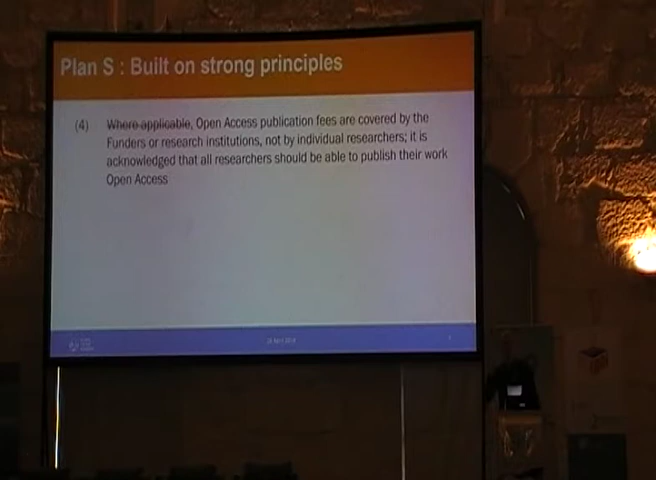 Plan S : Built on strong principles
(4) Where applicable, Open Access publication fees are covered by the
Funders or research institutions, not by individual researchers; it is
acknowledged that all researchers should be able to publish their work
Open Access